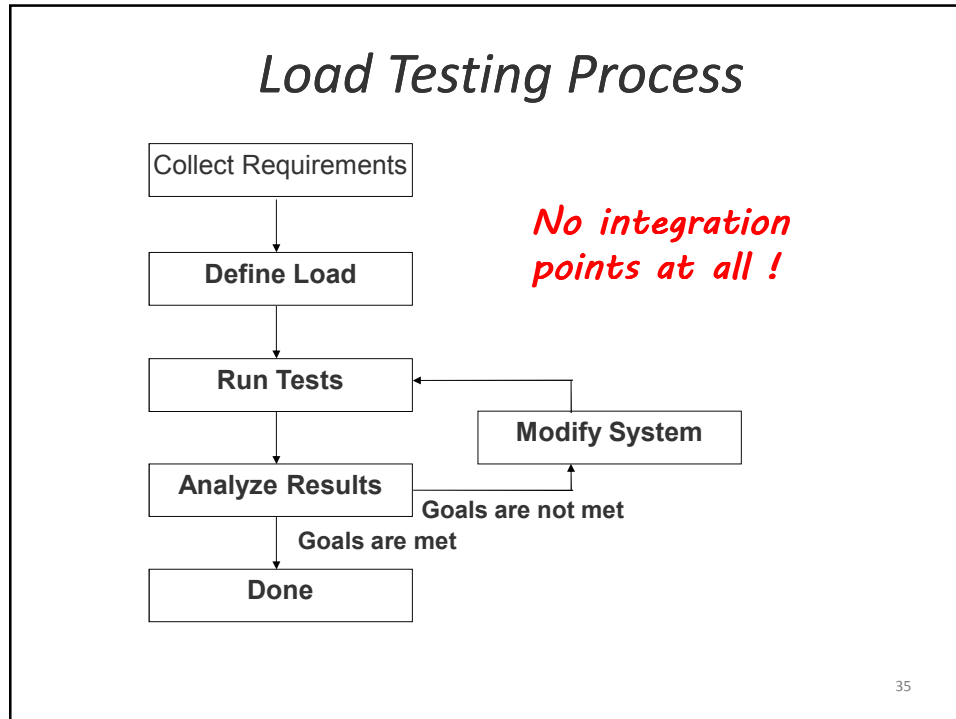 Load Testing Process
Collect Requirements
No integration
points at all !
Define Load
Run Tests
Modify System
Analyze Results
Goals are not met
Goals are met
Done
35